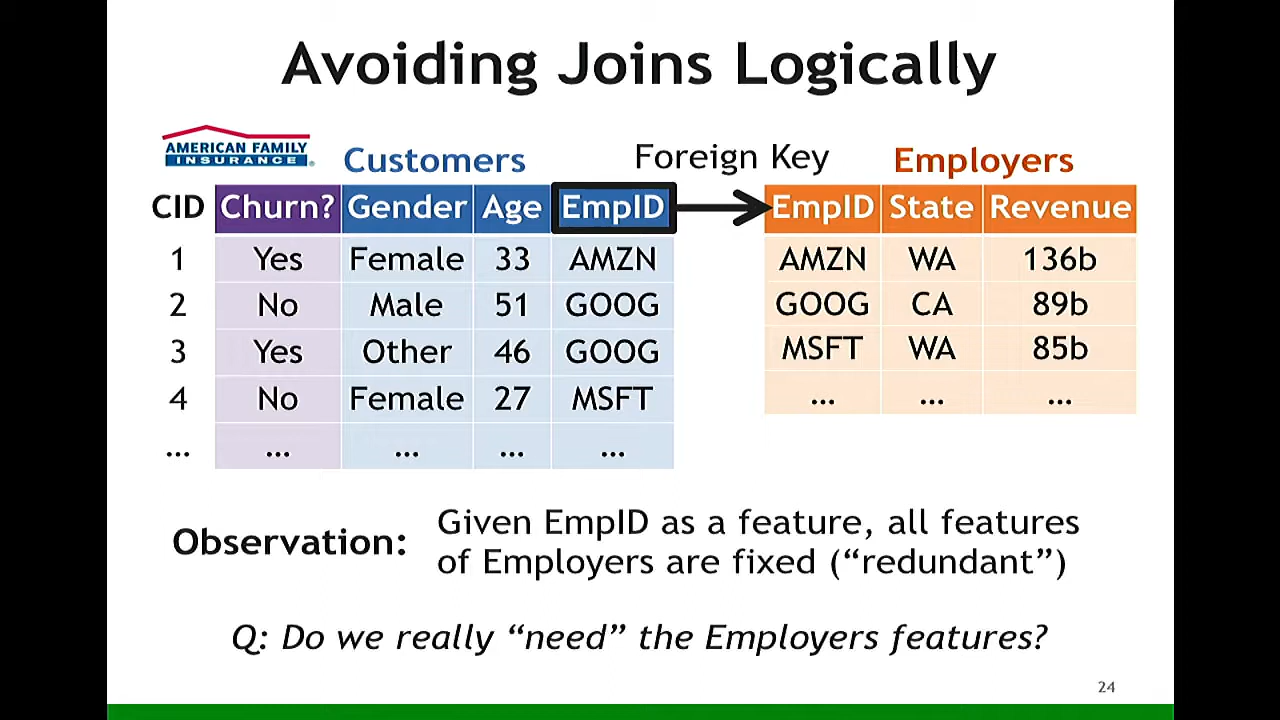 Avoiding Joins Logically
AMERICAN FAMILY
INSURANCE ®
Customers Foreign Key Employers
CID Churn? Gender Age EmpID EmpID State Revenue
1 Yes Female 33 AMZN AMZN WA 136b
2 No Male 51 GOOG GOOG CA 89b
3 Yes Other 46 GOOG MSFT WA 85b
4 No Female 27 MSFT ... ... ...
... ... ... ... ...
Observation: Given EmpID as a feature, all features
of Employers are fixed (“redundant”)
Q: Do we really “need” the Employers features?
24